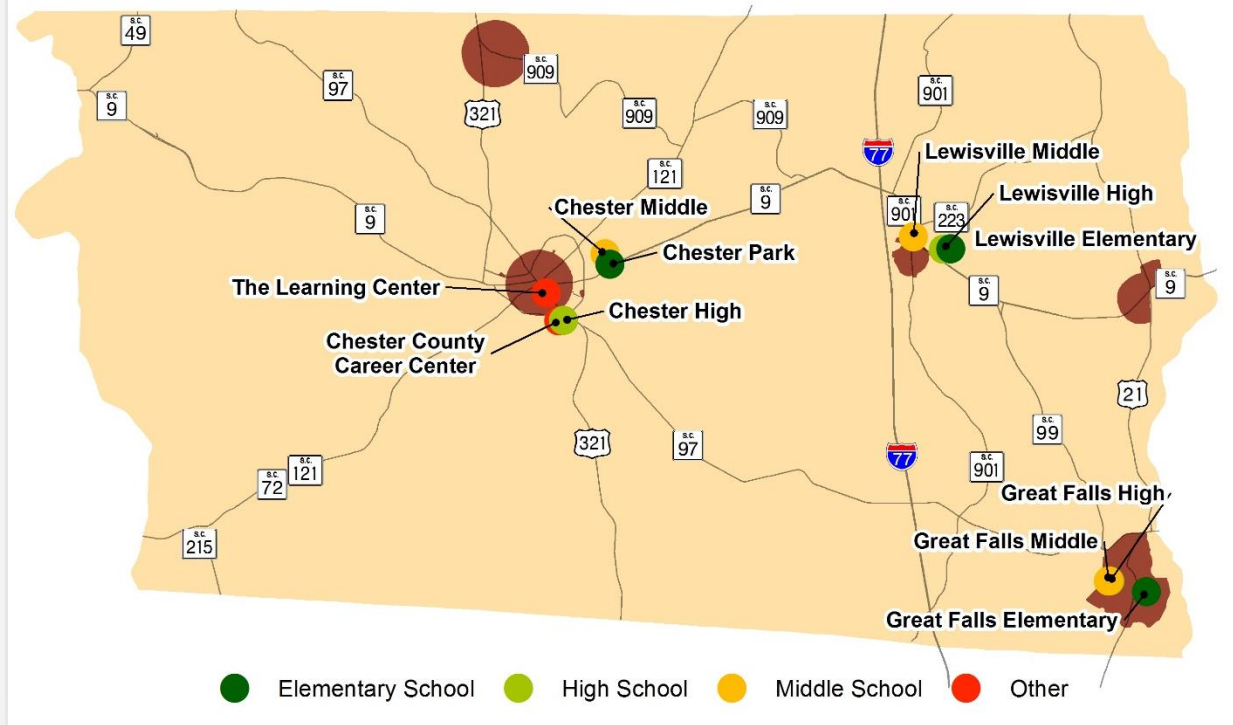 S.C.
49
S.C.
97
S.C.
9
321
S.C.
909
S.C.
909
S.C.
909
S.C.
901
77
S.C.
121
S.C.
9
S.C.
9
Lewisville Middle
Lewisville High
S.C.
901
S.C.
223
Lewisville Elementary
Chester Middle
Chester Park
The Learning Center
Chester High
Chester County
Career Center
S.C.
9
S.C.
9
21
S.C.
99
321
S.C.
97
77
S.C.
901
S.C.
72
S.C.
121
S.C.
215
Great Falls High
Great Falls Middle
Great Falls Elementary
Elementary School
High School
Middle School
Other